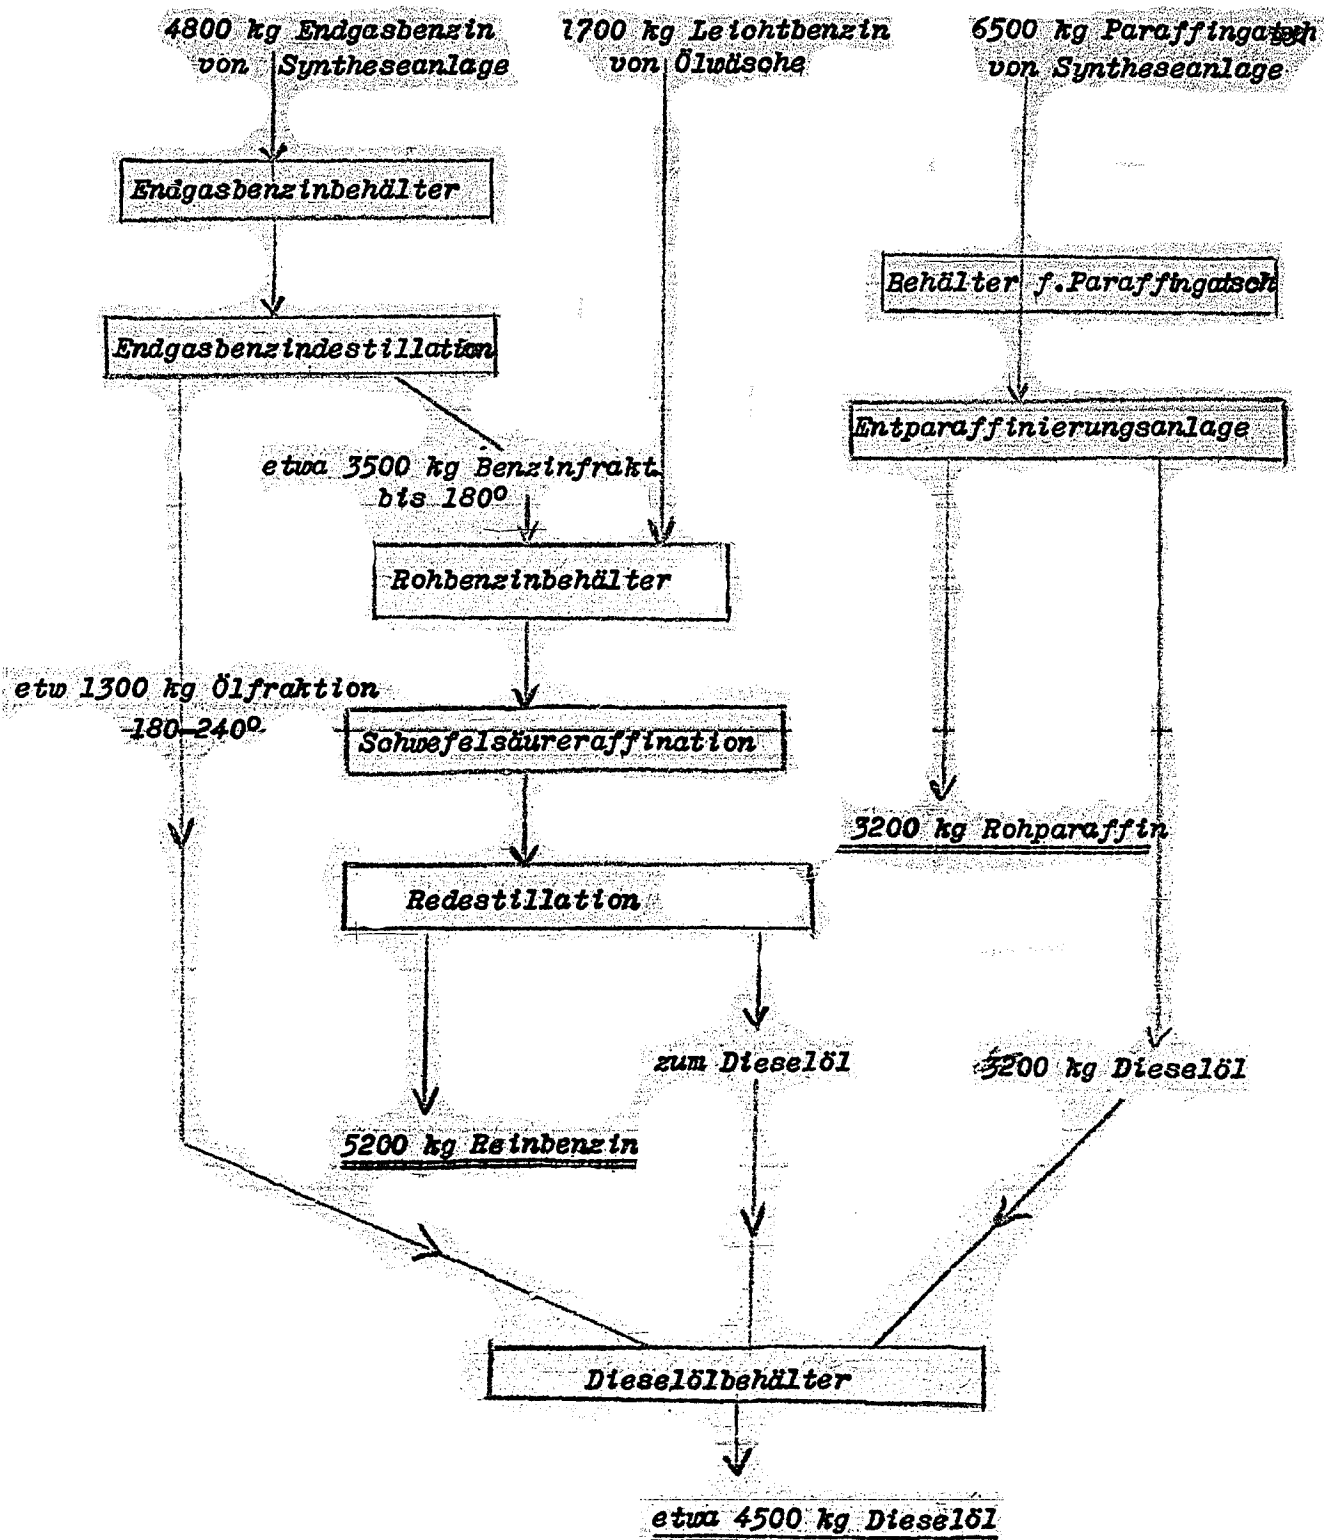 4800 kg Endgasbenzin
von Syntheseanlage
1700 kg Leichtbenzin
von Ölwäsche
6500 kg Paraffingatsch
von Syntheseanlage
Endgasbenzinbehälter
Behälter f.Paraffingatsch
Endgasbenzindestillation
Entparaffinierungsanlage
etwa 3500 kg Benzinfrakt.
bis 180°
Rohbenzinbehälter
etw 1300 kg Ölfraktion
180-240°
Schwefelsäureraffination
3200 kg Rohparaffin
Redestillation
zum Dieselöl
3200 kg Dieselöl
5200 kg Reinbenzin
Dieselölbehälter
etwa 4500 kg Dieselöl